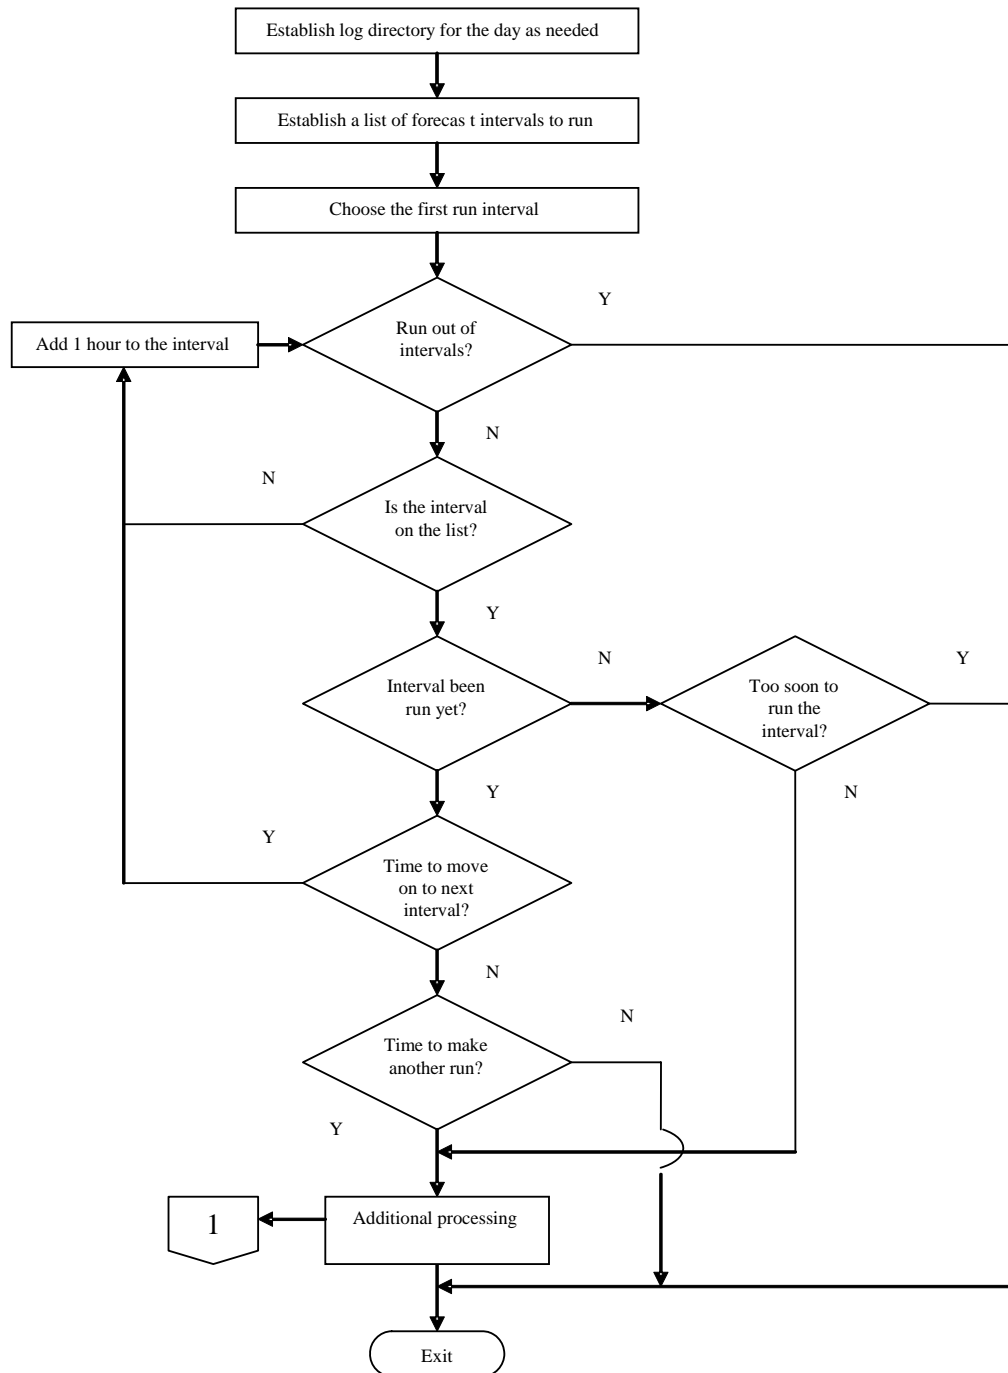 Establish log directory for the day as needed
Establish a list of forecas t intervals to run
Choose the first run interval
Y
Run out of
intervals?
Add 1 hour to the interval
N
N
Is the interval
on the list?
Y
N
Y
Interval been
run yet?
Too soon to
run the
interval?
Y
N
Y
Time to move
on to next
interval?
N
N
Time to make
another run?
Y
1
Additional processing
Exit